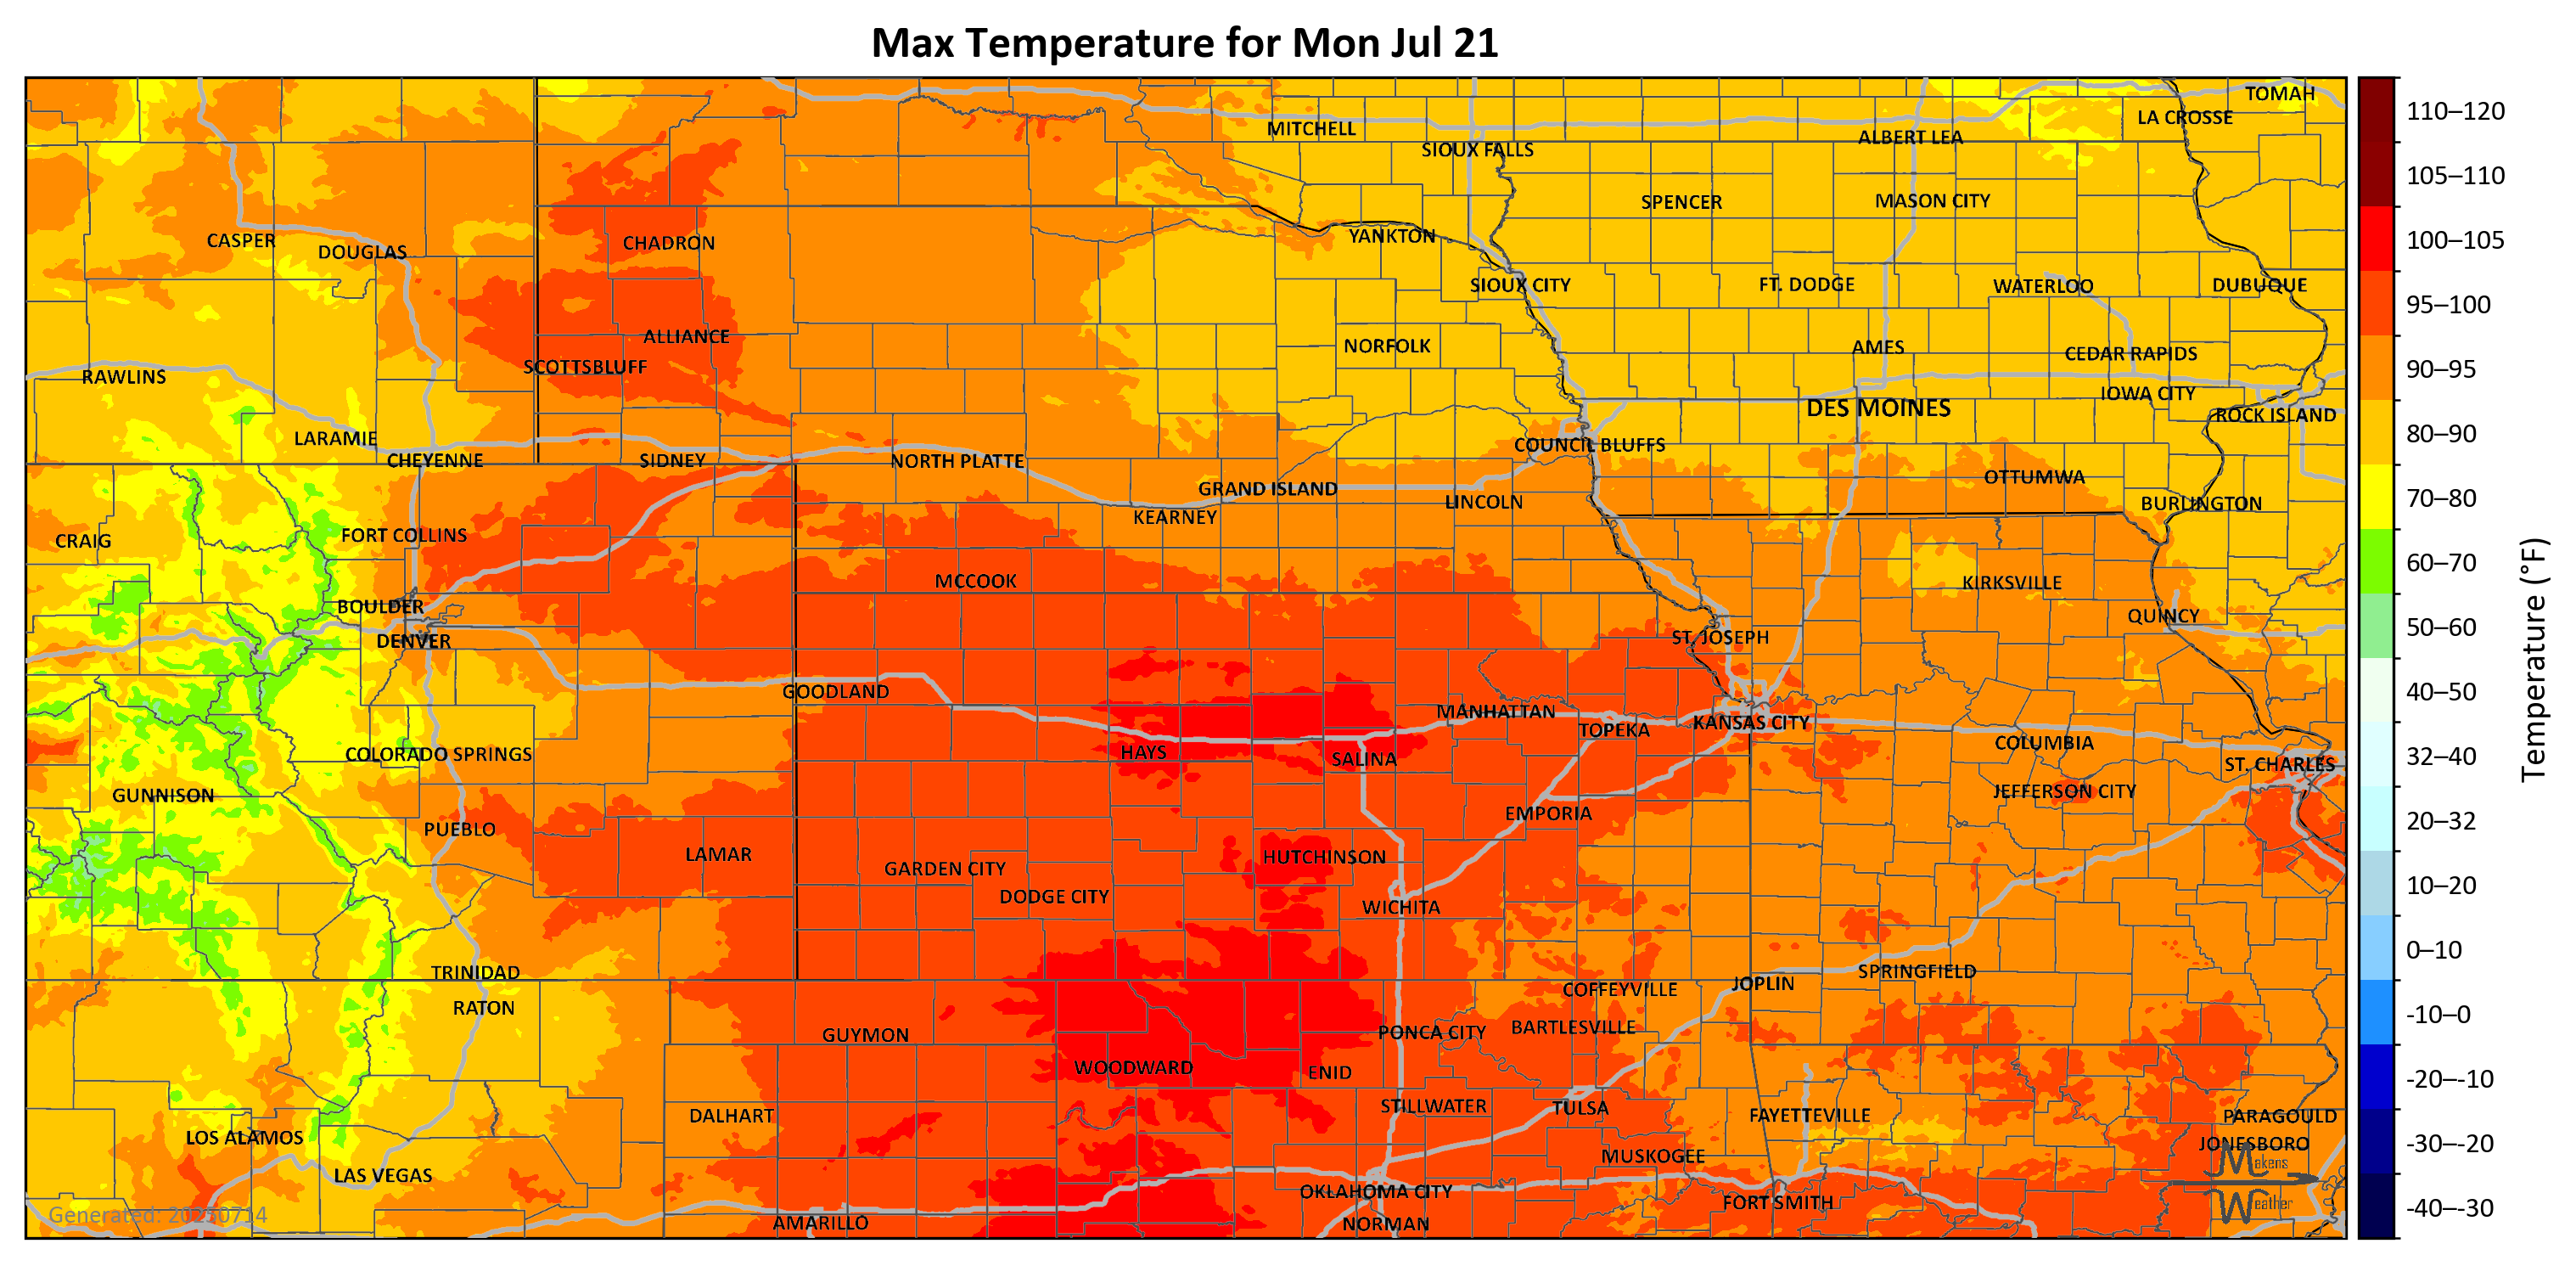 Max Temperature for Mon Jul 21
TOMAH
LA CROSSE
MITCHELL
ALBERT LEA
SIOUX FALLS
SPENCER
MASON CITY
CASPER
DOUGLAS
CHADRON
YANKTON
SIOUX CITY
FT. DODGE
WATERLOO
DUBUQUE
ALLIANCE
NORFOLK
AMES
CEDAR RAPIDS
SCOTTSBLUFF
RAWLINS
IOWA CITY
DES MOINES
ROCK ISLAND
LARAMIE
COUNCIL BLUFFS
CHEYENNE
SIDNEY
NORTH PLATTE
OTTUMWA
GRAND ISLAND
LINCOLN
BURLINGTON
KEARNEY
CRAIG
FORT COLLINS
MCCOOK
KIRKSVILLE
BOULDER
QUINCY
DENVER
ST. JOSEPH
GOODLAND
MANHATTAN
KANSAS CITY
TOPEKA
COLUMBIA
COLORADO SPRINGS
HAYS
SALINA
ST. CHARLES
GUNNISON
JEFFERSON CITY
EMPORIA
PUEBLO
LAMAR
HUTCHINSON
GARDEN CITY
DODGE CITY
WICHITA
TRINIDAD
SPRINGFIELD
JOPLIN
COFFEYVILLE
RATON
GUYMON
PONCA CITY
BARTLESVILLE
WOODWARD
ENID
DALHART
STILLWATER
TULSA
FAYETTEVILLE
PARAGOULD
LOS ALAMOS
JONESBORO
MUSKOGEE
LAS VEGAS
OKLAHOMA CITY
FORT SMITH
AMARILLO
NORMAN
Generated: 20250714
Makens
Weather
110–120
105–110
100–105
95–100
90–95
80–90
70–80
60–70
50–60
40–50
32–40
20–32
10–20
0–10
-10–0
-20–-10
-30–-20
-40–-30
Temperature (°F)